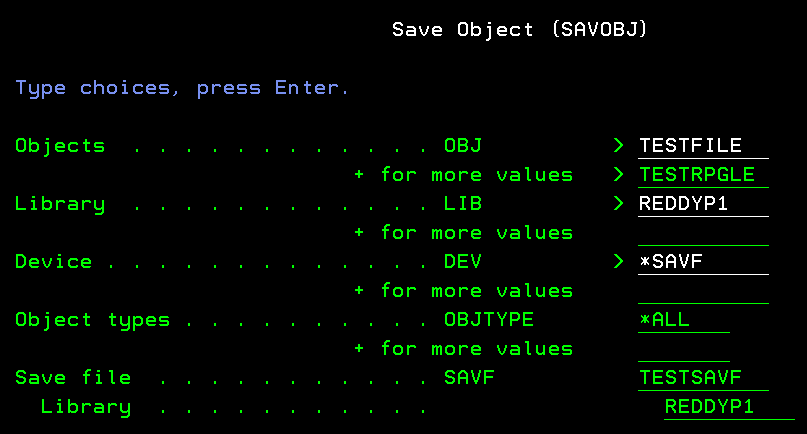 Save Object (SAVOBJ)
Type choices, press Enter.
Objects . . . . . . . . . . . . OBJ > TESTFILE
+ for more values > TESTRPGLE
Library . . . . . . . . . . . . LIB > REDDYP1
+ for more values
Device . . . . . . . . . . . . . DEV > *SAVF
+ for more values
Object types . . . . . . . . . . OBJTYPE *ALL
+ for more values
Save file . . . . . . . . . . . SAVF TESTSAVF
Library . . . . . . . . . . . REDDYP1